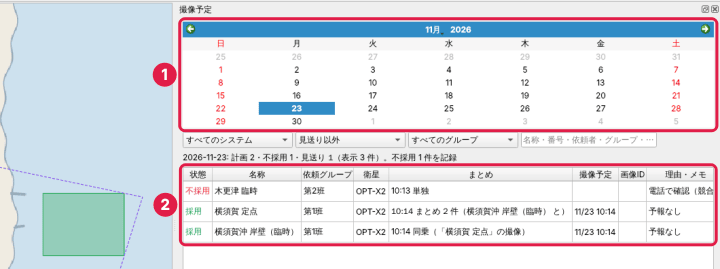 撮像予定
11月, 2026
日 月 火 水 木 金 土
25 26 27 28 29 30 31
1 2 3 4 5 6 7
8 9 10 11 12 13 14
15 16 17 18 19 20 21
22 23 24 25 26 27 28
29 30 1 2 3 4 5
1
すべてのシステム 見送り以外 すべてのグループ 名称・番号・依頼者・グループ・…
2026-11-23: 計画 2・不採用 1・見送り 1（表示 3 件）。不採用 1 件を記録
状態 名称 依頼グループ 衛星 まとめ 撮像予定 画像ID 理由・メモ
不採用 木更津 臨時 第2班 OPT-X2 10:13 単独 電話で確認（競合
2
採用 横須賀 定点 第1班 OPT-X2 10:14 まとめ 2 件（横須賀沖 岸壁（臨時） と） 11/23 10:14 予報なし
採用 横須賀沖 岸壁（臨時） 第1班 OPT-X2 10:14 同乗（「横須賀 定点」の撮像） 11/23 10:14 予報なし